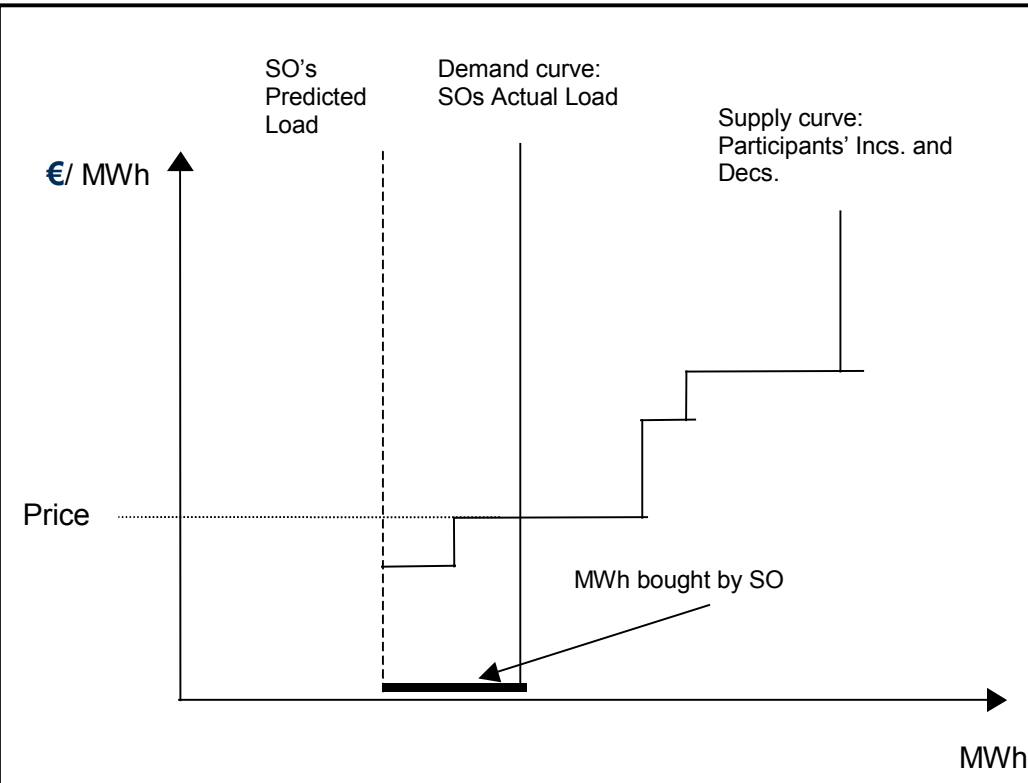 SO's
Predicted
Load
Demand curve:
SOs Actual Load
Supply curve:
Participants' Incs. and
Decs.
€/ MWh
Price
MWh bought by SO
MWh